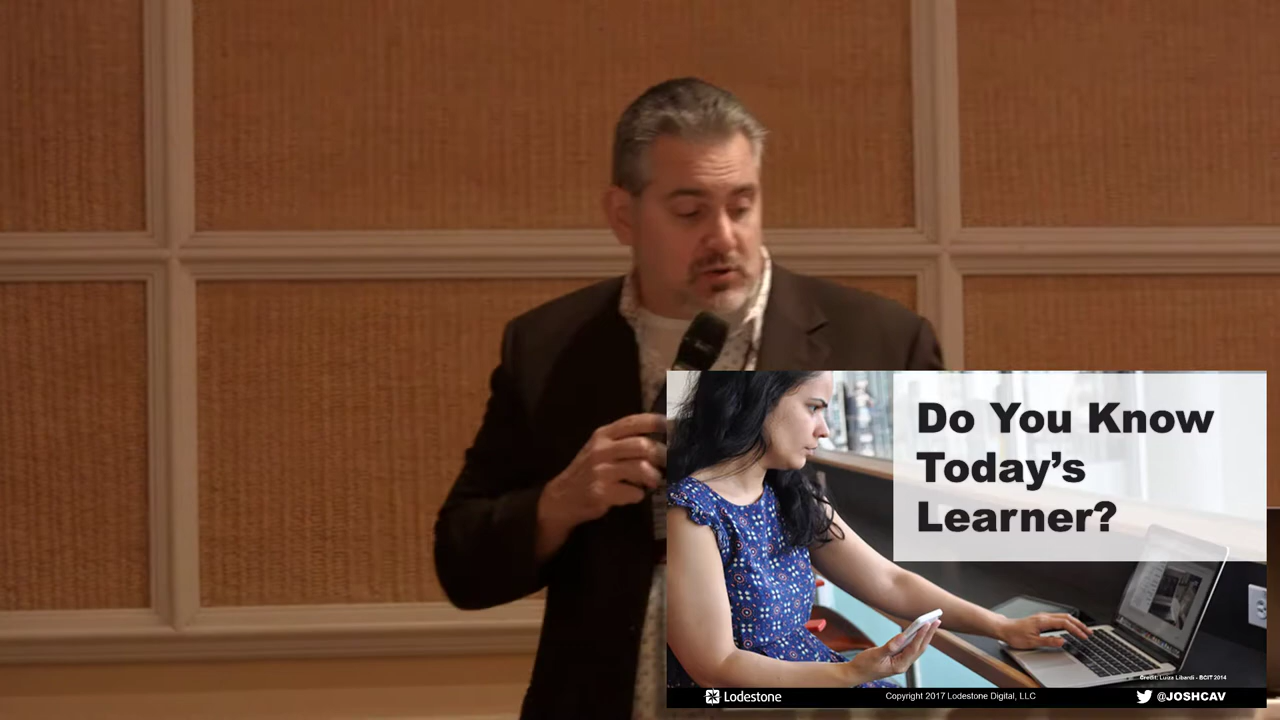 Do You Know
Today’s
Learner?
Credit: Luiza Libardi - BCIT 2014
Lodestone
Copyright 2017 Lodestone Digital, LLC
@JOSHCAV